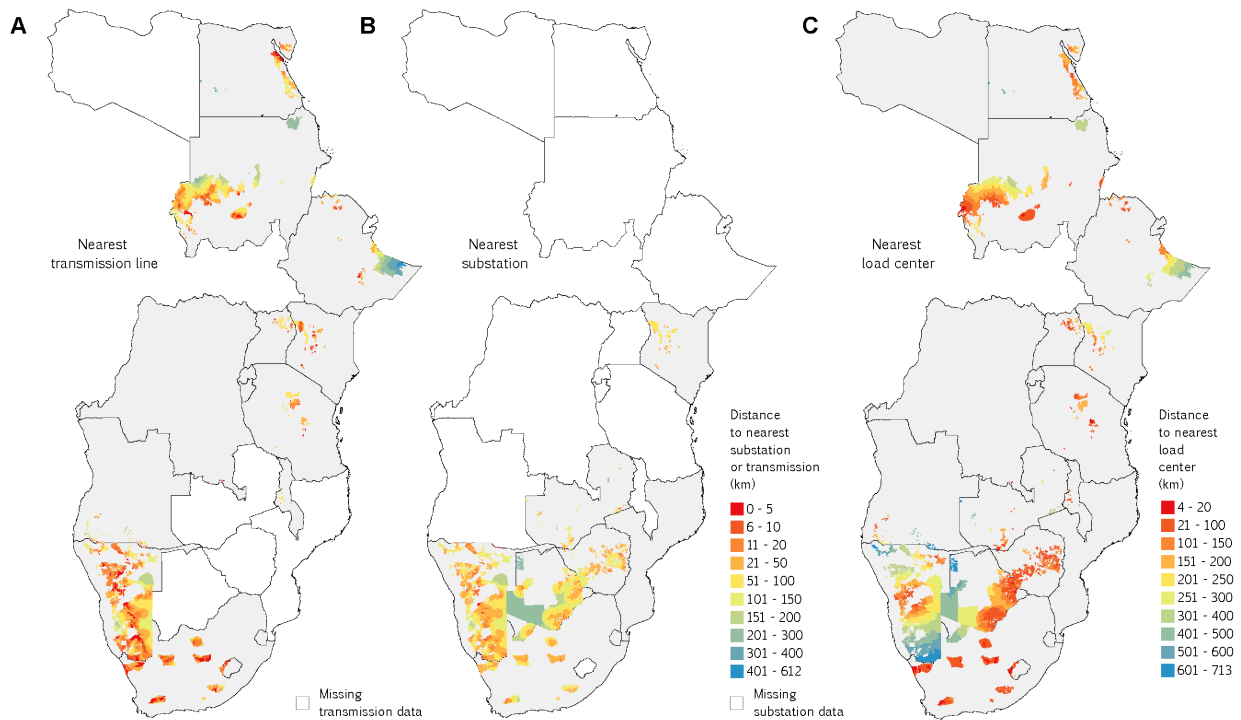 A
B
C
Nearest
transmission line
Nearest
substation
Nearest
load center
Distance
to nearest
substation
or transmission
(km)
0 - 5
6 - 10
11 - 20
21 - 50
51 - 100
101 - 150
151 - 200
201 - 300
301 - 400
401 - 612
Distance
to nearest
load
center
(km)
4 - 20
21 - 100
101 - 150
151 - 200
201 - 250
251 - 300
301 - 400
401 - 500
501 - 600
601 - 713
Missing
transmission data
Missing
substation data